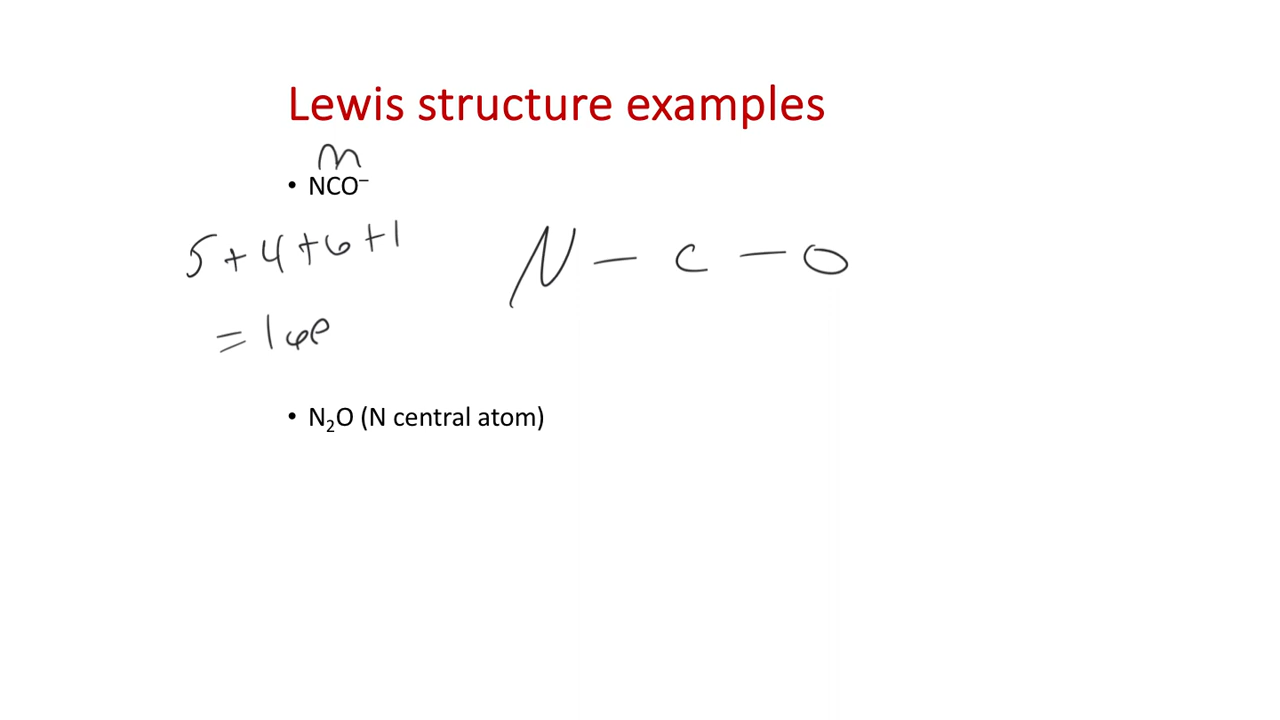 Lewis structure examples
• NCO⁻
5+4+6+1
N – C – O
= 16e
• N₂O (N central atom)